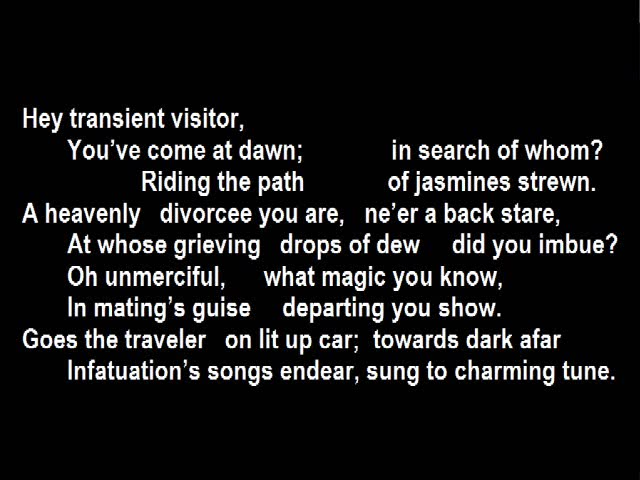 Hey transient visitor,
You've come at dawn; in search of whom?
Riding the path of jasmines strewn.
A heavenly divorcee you are, ne'er a back stare,
At whose grieving drops of dew did you imbue?
Oh unmerciful, what magic you know,
In mating's guise departing you show.
Goes the traveler on lit up car; towards dark afar
Infatuation's songs endear, sung to charming tune.